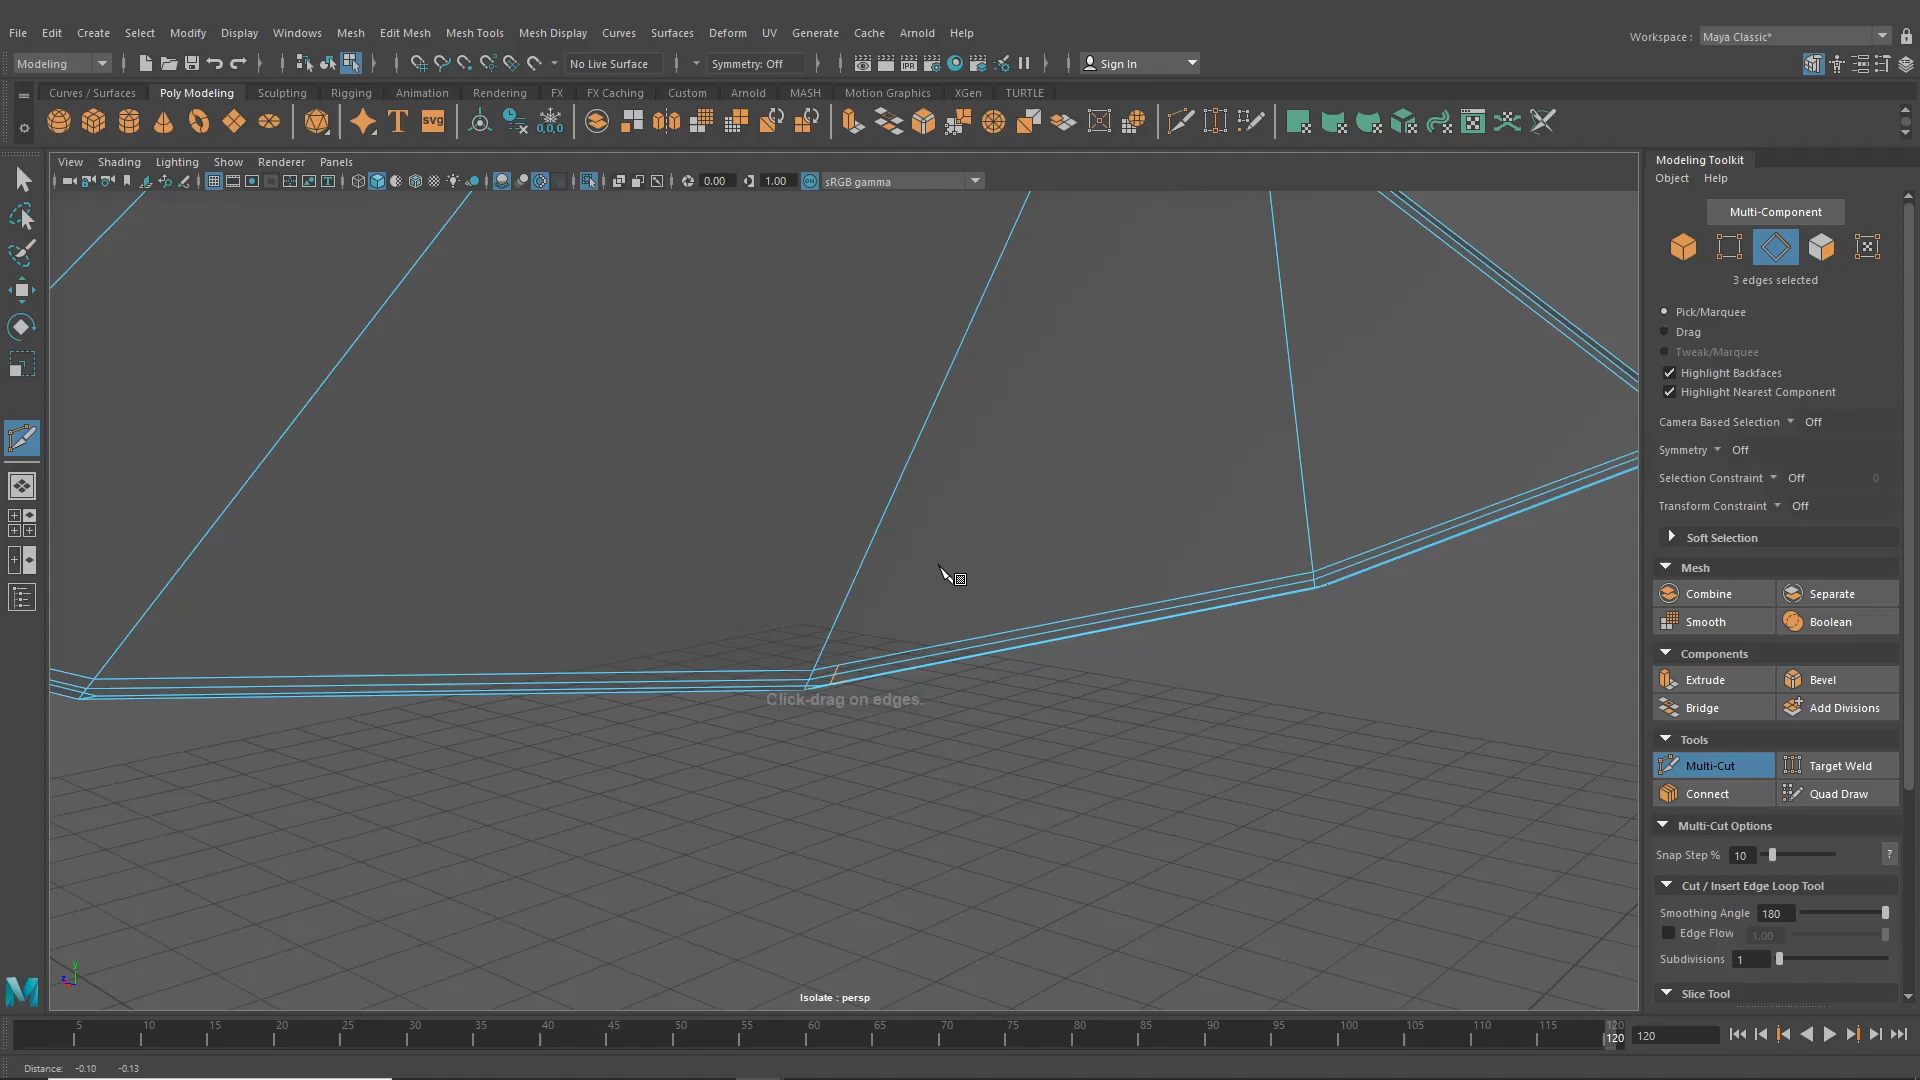 File Edit Create Select Modify Display Windows Mesh Edit Mesh Mesh Tools Mesh Display Curves Surfaces Deform UV Generate Cache Arnold Help
Workspace : Maya Classic*
Modeling No Live Surface Symmetry: Off Sign In
Curves / Surfaces Poly Modeling Sculpting Rigging Animation Rendering FX FX Caching Custom Arnold MASH Motion Graphics XGen TURTLE
T svg 0,0,0
View Shading Lighting Show Renderer Panels
0.00 1.00 sRGB gamma
Modeling Toolkit
Object Help
Multi-Component
3 edges selected
Pick/Marquee
Drag
Tweak/Marquee
Highlight Backfaces
Highlight Nearest Component
Camera Based Selection Off
Symmetry Off
Selection Constraint Off 0
Transform Constraint Off
Soft Selection
Mesh
Combine Separate
Smooth Boolean
Components
Extrude Bevel
Bridge Add Divisions
Tools
Multi-Cut Target Weld
Connect Quad Draw
Multi-Cut Options
Snap Step % 10 ?
Cut / Insert Edge Loop Tool
Smoothing Angle 180
Edge Flow 1.00
Subdivisions 1
Slice Tool
Click-drag on edges.
y
z
Isolate : persp
5 10 15 20 25 30 35 40 45 50 55 60 65 70 75 80 85 90 95 100 105 110 115 120
120 120
Distance: -0.10 -0.13